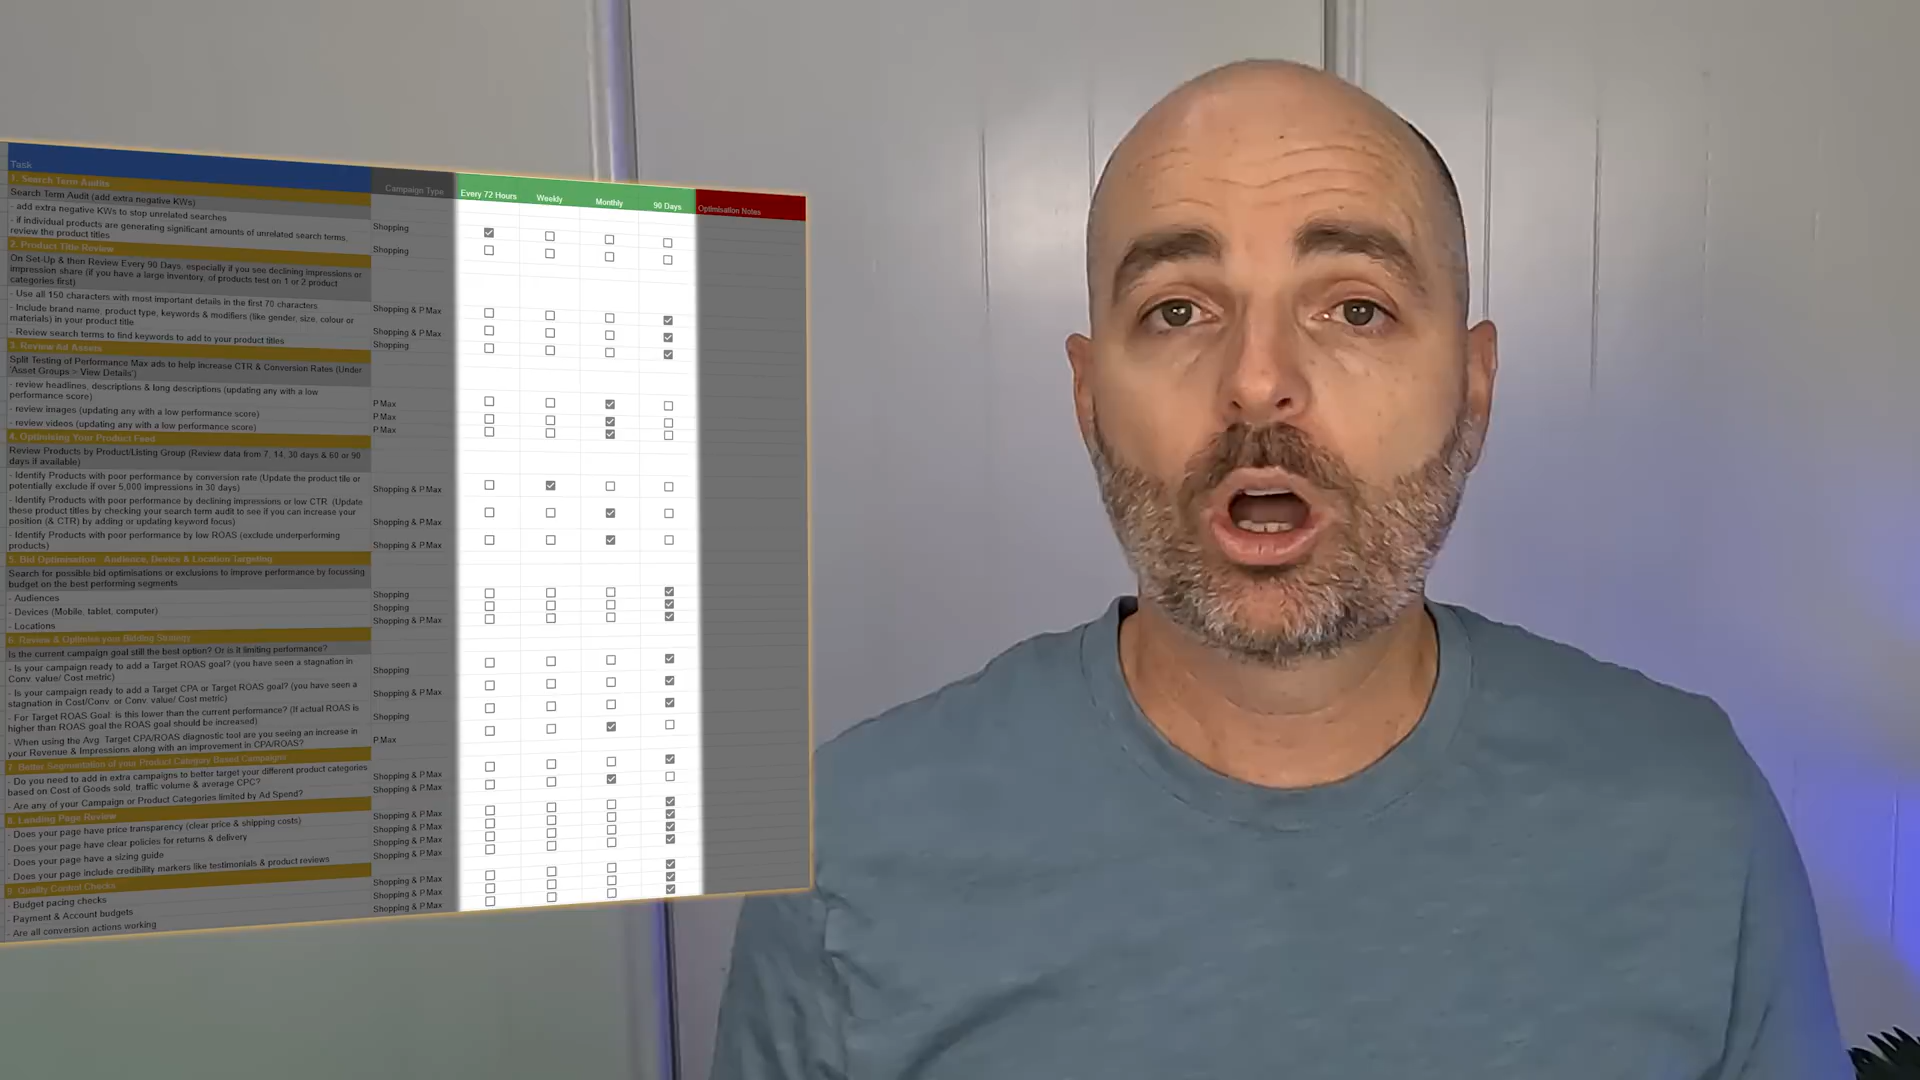 Task
Campaign Type
Every 72 Hours
Weekly
Monthly
90 Days
Optimisation Notes
1. Search Term Audits
Search Term Audit (add extra negative KWs)
- add extra negative KWs to stop unrelated searches
Shopping
- if individual products are generating significant amounts of unrelated search terms,
review the product titles
Shopping
2. Product Title Review
On Set-Up & then Review Every 90 Days, especially if you see declining impressions or
impression share (if you have a large inventory, of products test on 1 or 2 product
categories first)
- Use all 150 characters with most important details in the first 70 characters.
Shopping & PMax
- Include brand name, product type, keywords & modifiers (like gender, size, colour or
materials) in your product title
Shopping & PMax
- Review search terms to find keywords to add to your product titles
Shopping
3. Review Ad Assets
Split Testing of Performance Max ads to help increase CTR & Conversion Rates (Under
'Asset Groups > View Details')
- review headlines, descriptions & long descriptions (updating any with a low
performance score)
PMax
- review images (updating any with a low performance score)
PMax
- review videos (updating any with a low performance score)
PMax
4. Optimising Your Product Feed
Review Products by Product/Listing Group (Review data from 7, 14, 30 days & 60 or 90
days if available)
- Identify Products with poor performance by conversion rate (Update the product tile or
potentially exclude if over 5,000 impressions in 30 days)
Shopping & PMax
- Identify Products with poor performance by declining impressions or low CTR. (Update
these product titles by checking your search term audit to see if you can increase your
position (& CTR) by adding or updating keyword focus)
Shopping & PMax
- Identify Products with poor performance by low ROAS (exclude underperforming
products)
Shopping & PMax
5. Bid Optimisation - Audience, Device & Location Targeting
Search for possible bid optimisations or exclusions to improve performance by focussing
budget on the best performing segments
- Audiences
Shopping
- Devices (Mobile, tablet, computer)
Shopping
- Locations
Shopping & PMax
6. Review & Optimise your Bidding Strategy
Is the current campaign goal still the best option? Or is it limiting performance?
- Is your campaign ready to add a Target ROAS goal? (you have seen a stagnation in
Conv. value/ Cost metric)
Shopping
- Is your campaign ready to add a Target CPA or Target ROAS goal? (you have seen a
stagnation in Cost/Conv. or Conv. value/ Cost metric)
Shopping & PMax
- For Target ROAS Goal: is this lower than the current performance? (If actual ROAS is
higher than ROAS goal the ROAS goal should be increased)
Shopping
- When using the Avg. Target CPA/ROAS diagnostic tool are you seeing an increase in
your Revenue & Impressions along with an improvement in CPA/ROAS?
PMax
7. Better Segmentation of your Product Category Based Campaigns
- Do you need to add in extra campaigns to better target your different product categories
based on Cost of Goods sold, traffic volume & average CPC?
Shopping & PMax
- Are any of your Campaign or Product Categories limited by Ad Spend?
Shopping & PMax
8. Landing Page Review
- Does your page have price transparency (clear price & shipping costs)
Shopping & PMax
- Does your page have clear policies for returns & delivery
Shopping & PMax
- Does your page have a sizing guide
Shopping & PMax
- Does your page include credibility markers like testimonials & product reviews
Shopping & PMax
9. Quality Control Checks
- Budget pacing checks
Shopping & PMax
- Payment & Account budgets
Shopping & PMax
- Are all conversion actions working
Shopping & PMax